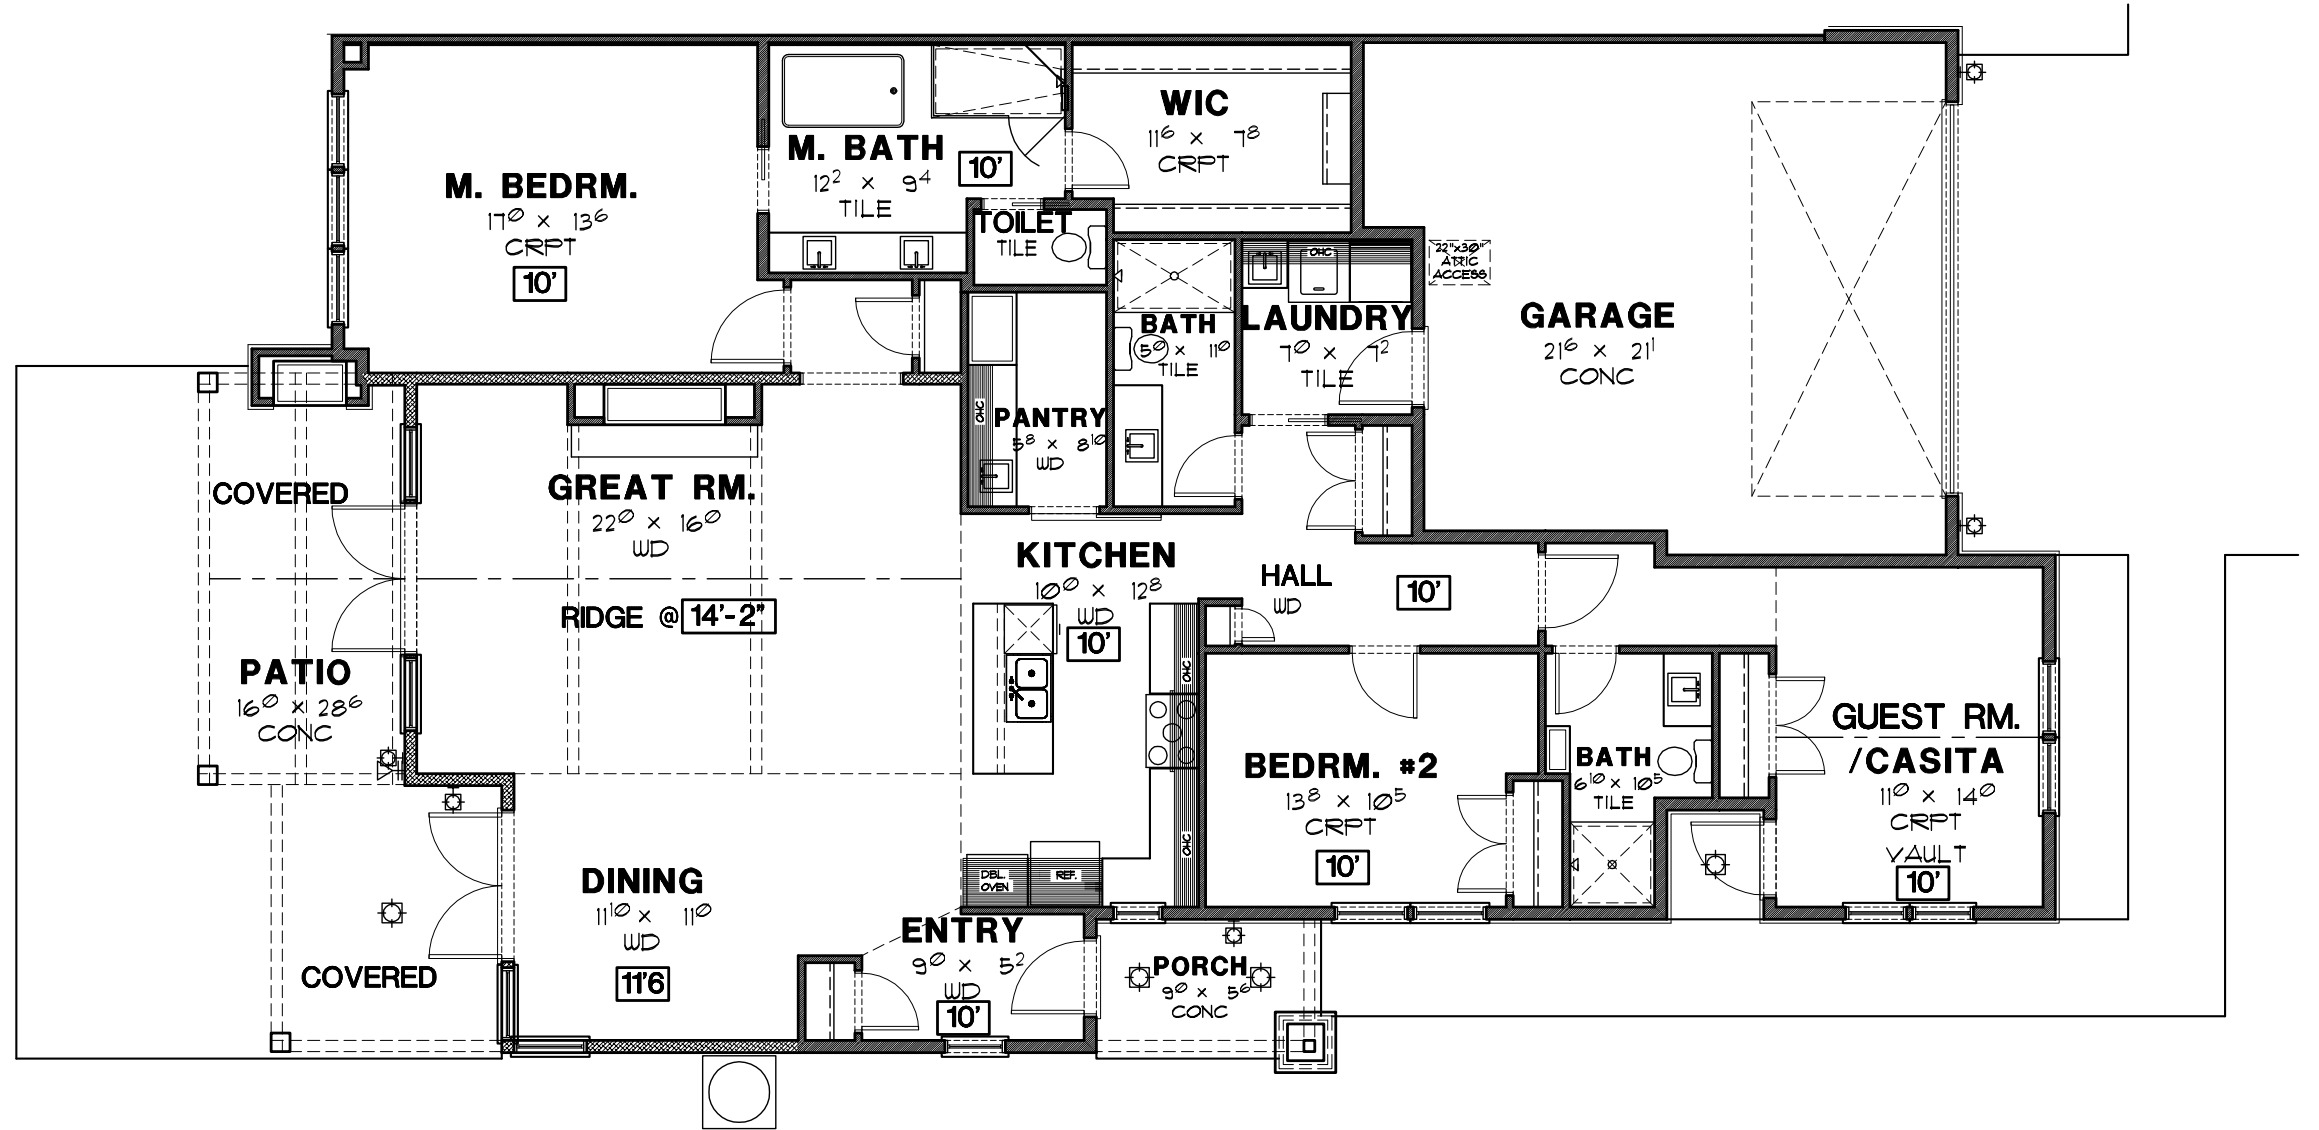 M. BEDRM.
17⁰ × 13⁶
CRPT
10'
M. BATH
12² × 9⁴
TILE
10'
WIC
11⁶ × 7⁸
CRPT
TOILET
TILE
OHC
22"x30"
ATTIC
ACCESS
GARAGE
21⁶ × 21¹
CONC
BATH
5⁰ × 11⁰
TILE
LAUNDRY
7⁰ × 7²
TILE
OHC
PANTRY
5⁸ × 8¹⁰
WD
COVERED
GREAT RM.
22⁰ × 16⁰
WD
RIDGE @ 14'-2"
KITCHEN
10⁰ × 12⁸
WD
10'
HALL
WD
10'
PATIO
16⁰ × 28⁶
CONC
OHC
OHC
BEDRM. #2
13⁸ × 10⁵
CRPT
10'
BATH
6¹⁰ × 10⁵
TILE
GUEST RM.
/CASITA
11⁰ × 14⁰
CRPT
VAULT
10'
DBL.
OVEN
REF.
DINING
11¹⁰ × 11⁰
WD
11'6
COVERED
ENTRY
9⁰ × 5²
WD
10'
PORCH
9⁰ × 5⁶
CONC